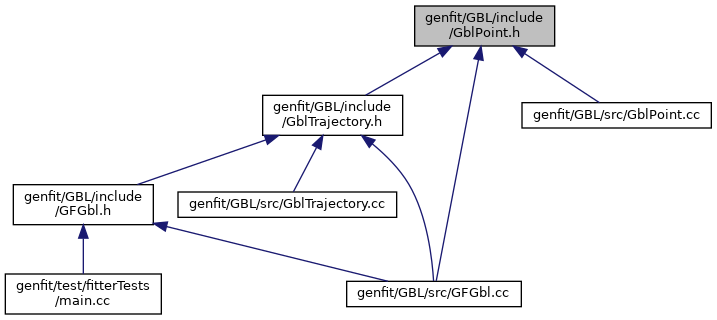 genfit/GBL/include
/GblPoint.h
genfit/GBL/include
/GblTrajectory.h
genfit/GBL/src/GblPoint.cc
genfit/GBL/include
/GFGbl.h
genfit/GBL/src/GblTrajectory.cc
genfit/test/fitterTests
/main.cc
genfit/GBL/src/GFGbl.cc